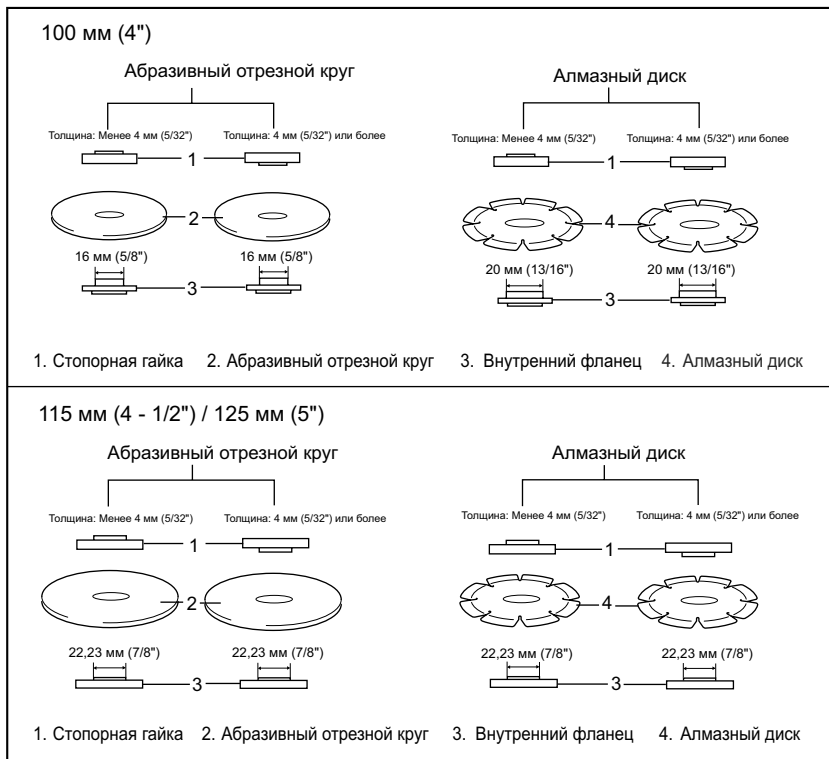 100 мм (4")
Абразивный отрезной круг
Алмазный диск
Толщина: Менее 4 мм (5/32") Толщина: 4 мм (5/32") или более
Толщина: Менее 4 мм (5/32") Толщина: 4 мм (5/32") или более
1
1
2
4
16 мм (5/8") 16 мм (5/8")
20 мм (13/16") 20 мм (13/16")
3
3
1. Стопорная гайка 2. Абразивный отрезной круг 3. Внутренний фланец 4. Алмазный диск
115 мм (4 - 1/2") / 125 мм (5")
Абразивный отрезной круг
Алмазный диск
Толщина: Менее 4 мм (5/32") Толщина: 4 мм (5/32") или более
Толщина: Менее 4 мм (5/32") Толщина: 4 мм (5/32") или более
1
1
2
4
22,23 мм (7/8") 22,23 мм (7/8")
22,23 мм (7/8") 22,23 мм (7/8")
3
3
1. Стопорная гайка 2. Абразивный отрезной круг 3. Внутренний фланец 4. Алмазный диск